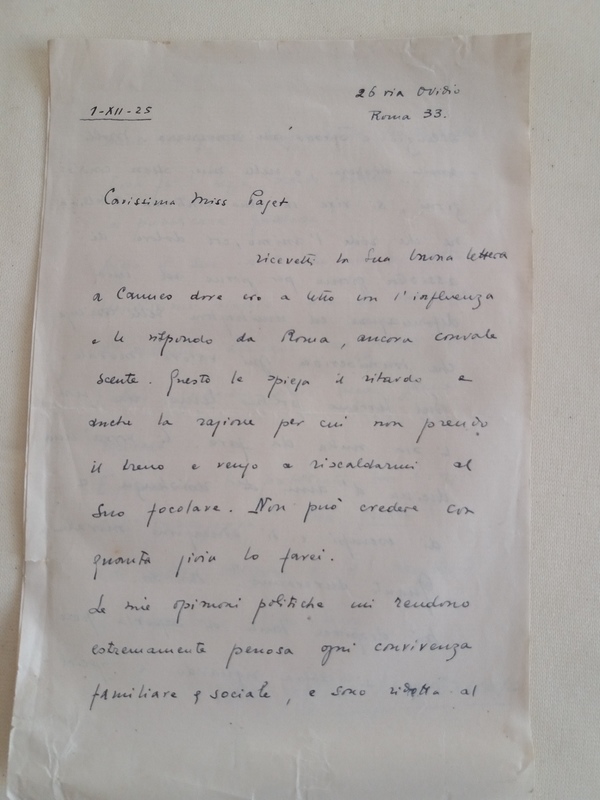 26 via Ovidio
1-XII-25
Roma 33.
Carissima Miss Paget
ricevetti la Sua buona lettera
a Cuneo dove ero a letto con l'influenza
e le rispondo da Roma, ancora convale
scente. Questo le spiega il ritardo e
anche la ragione per cui non prendo
il treno e vengo a riscaldarmi al
Suo focolare. Non può credere con
quanta gioia lo farei.
Le mie opinioni politiche mi rendono
estremamente penosa ogni convivenza
familiare e sociale, e sono ridotta al